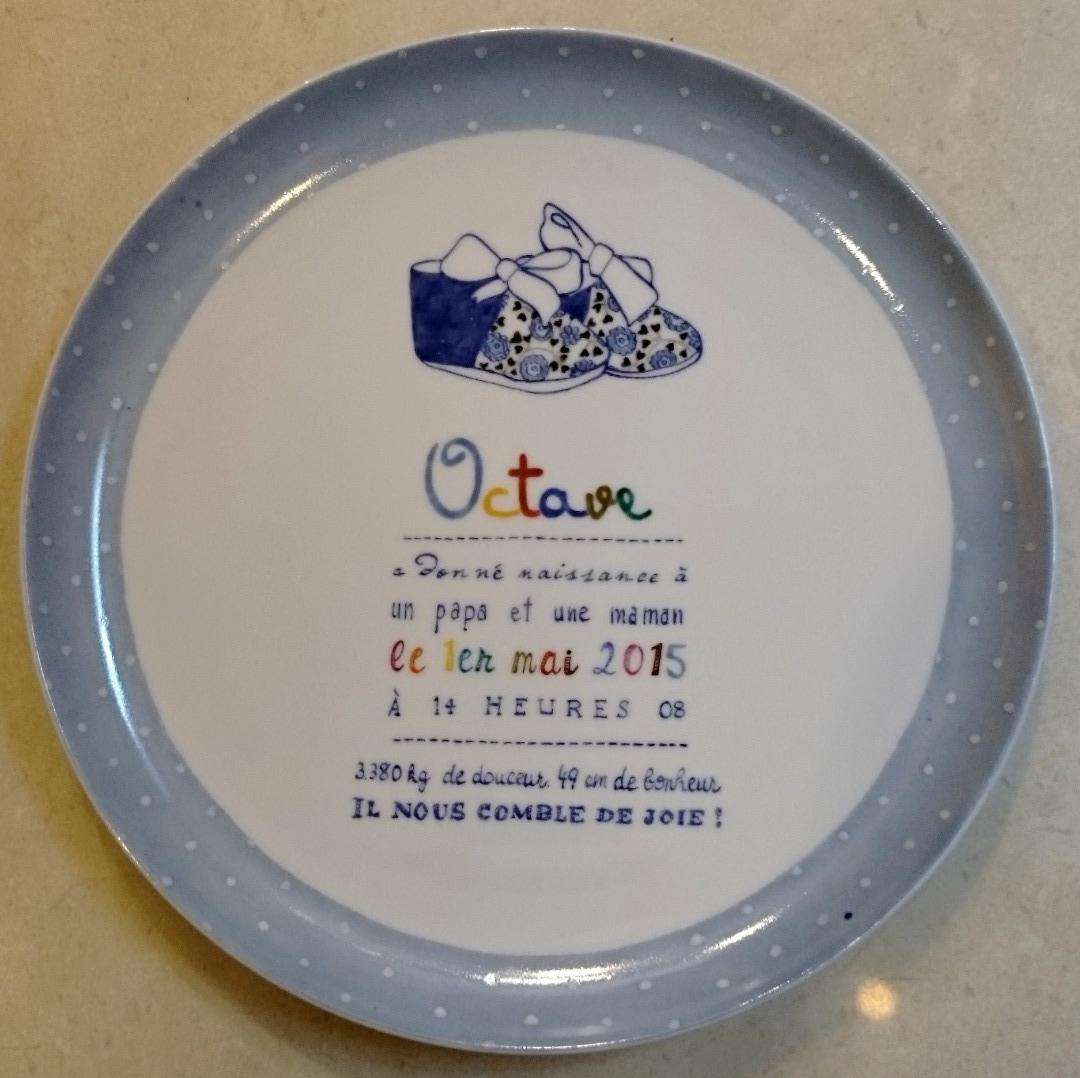 Octave
a Donné naissance à
un papa et une maman
le 1er mai 2015
À 14 HEURES 08
3.380 kg de douceur. 49 cm de bonheur
IL NOUS COMBLE DE JOIE !